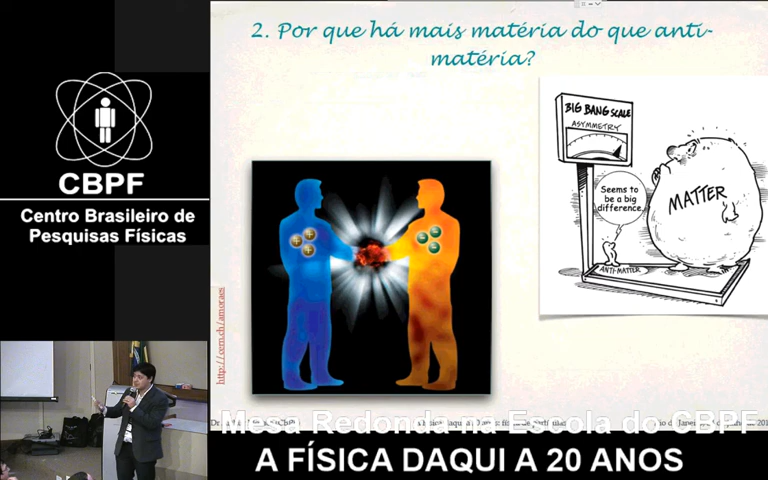 2. Por que há mais matéria do que anti-
matéria?
BIG BANG SCALE
ASYMMETRY
Seems to
be a big
difference.
MATTER
ANTI-MATTER
CBPF
Centro Brasileiro de
Pesquisas Físicas
http://cern.ch/amoraes
Mesa Redonda na Escola do CBPF
A FÍSICA DAQUI A 20 ANOS